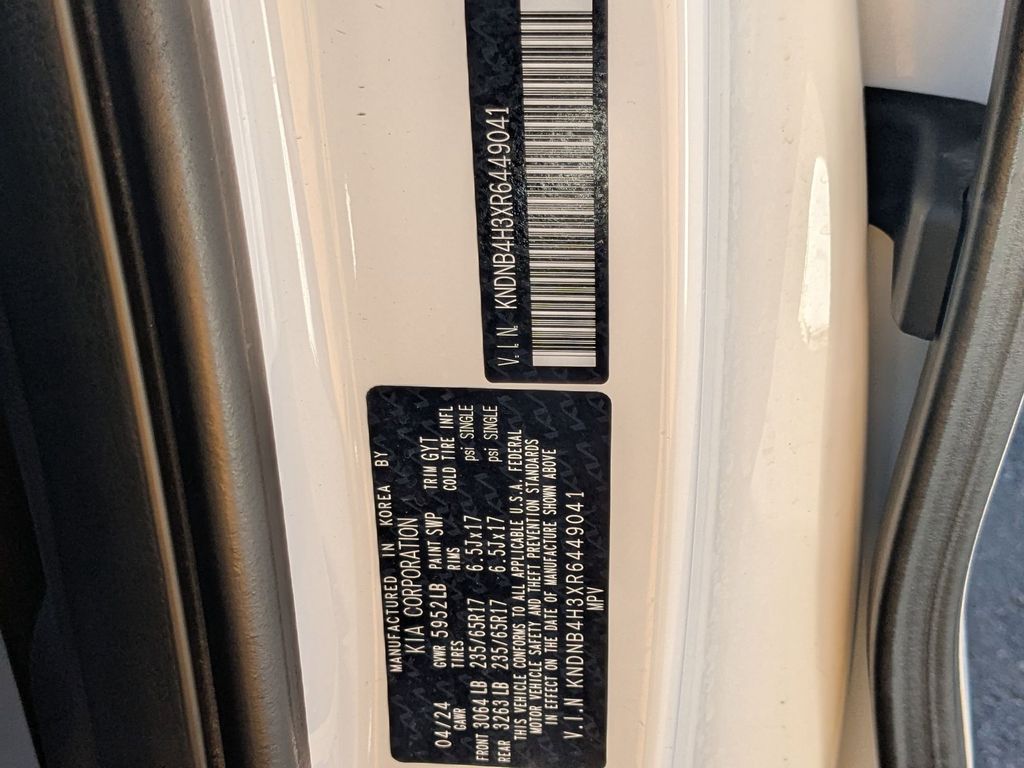 MANUFACTURED IN KOREA BY
KIA CORPORATION
04/24 GVWR 5952LB PAINT SWP TRIM GYT
GAWR TIRES RIMS COLD TIRE INFL
FRONT 3064LB 235/65R17 6.5Jx17 psi SINGLE
REAR 3263LB 235/65R17 6.5Jx17 psi SINGLE
THIS VEHICLE CONFORMS TO ALL APPLICABLE U.S.A. FEDERAL
MOTOR VEHICLE SAFETY AND THEFT PREVENTION STANDARDS
IN EFFECT ON THE DATE OF MANUFACTURE SHOWN ABOVE
V.I.N KNDNB4H3XR6449041
MPV
V.I.N. KNDNB4H3XR6449041